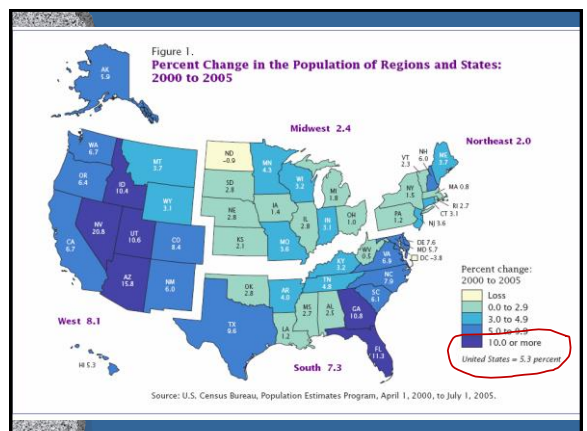 Figure 1.
Percent Change in the Population of Regions and States:
2000 to 2005
AK
5.9
Midwest 2.4
Northeast 2.0
WA
6.7
OR
6.4
CA
6.7
ID
10.4
NV
20.8
MT
3.7
WY
3.1
UT
10.6
AZ
15.8
CO
8.4
NM
6.0
ND
-0.9
SD
2.8
NE
2.8
KS
2.1
OK
2.8
TX
9.6
MN
4.3
IA
1.4
MO
3.6
AR
4.0
LA
1.2
WI
3.2
IL
2.8
MI
1.8
IN
3.1
OH
1.0
KY
3.2
TN
4.8
MS
2.7
AL
2.5
GA
10.8
FL
11.3
SC
6.1
NC
7.9
VA
6.9
WV
0.5
PA
1.2
NY
1.5
VT
2.3
NH
6.0
ME
3.7
MA 0.8
RI 2.7
CT 3.1
NJ 3.6
DE 7.6
MD 5.7
DC -3.8
West 8.1
HI 5.3
South 7.3
Percent change:
2000 to 2005
Loss
0.0 to 2.9
3.0 to 4.9
5.0 to 9.9
10.0 or more
United States = 5.3 percent
Source: U.S. Census Bureau, Population Estimates Program, April 1, 2000, to July 1, 2005.